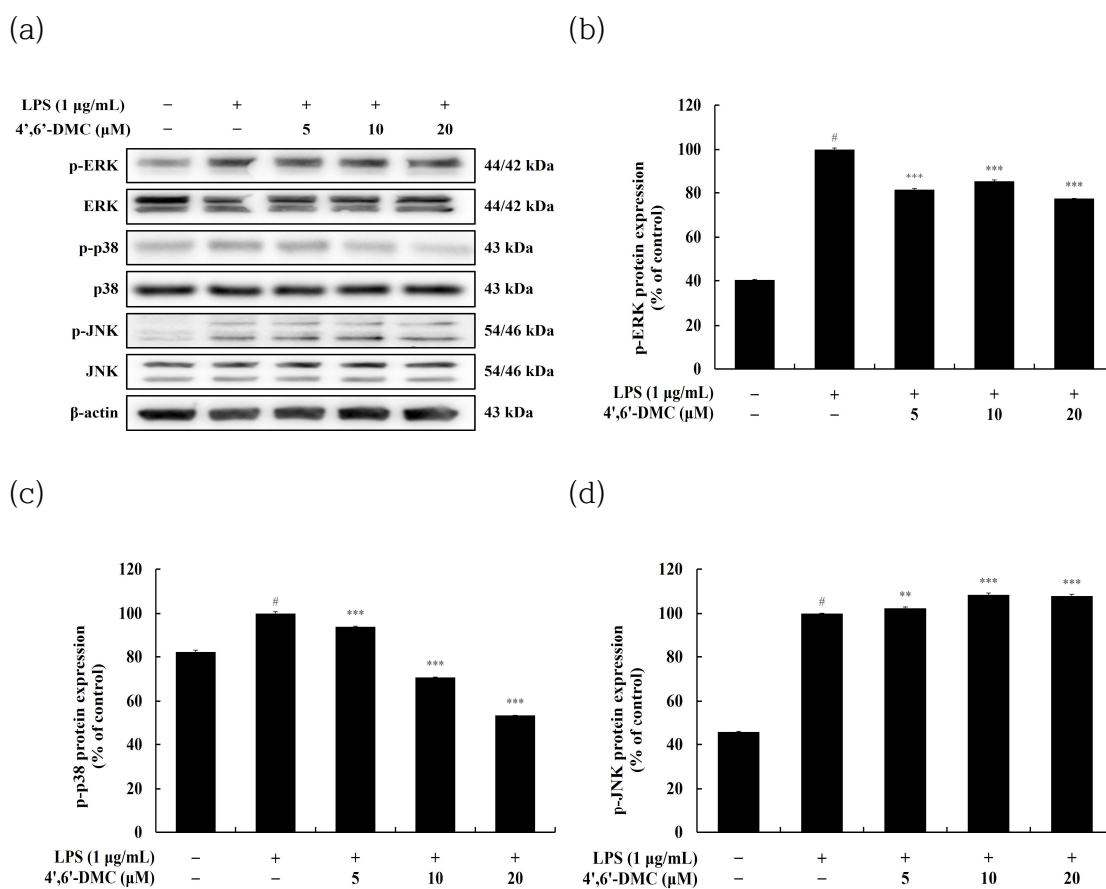 (a)
LPS (1 μg/mL) − + + + +
4',6'-DMC (μM) − − 5 10 20
p-ERK 44/42 kDa
ERK 44/42 kDa
p-p38 43 kDa
p38 43 kDa
p-JNK 54/46 kDa
JNK 54/46 kDa
β-actin 43 kDa
(b)
p-ERK protein expression
(% of control)
120
100
80
60
40
20
0
#
***
***
***
LPS (1 μg/mL) − + + + +
4',6'-DMC (μM) − − 5 10 20
(c)
p-p38 protein expression
(% of control)
120
100
80
60
40
20
0
#
***
***
***
LPS (1 μg/mL) − + + + +
4',6'-DMC (μM) − − 5 10 20
(d)
p-JNK protein expression
(% of control)
120
100
80
60
40
20
0
#
**
***
***
LPS (1 μg/mL) − + + + +
4',6'-DMC (μM) − − 5 10 20